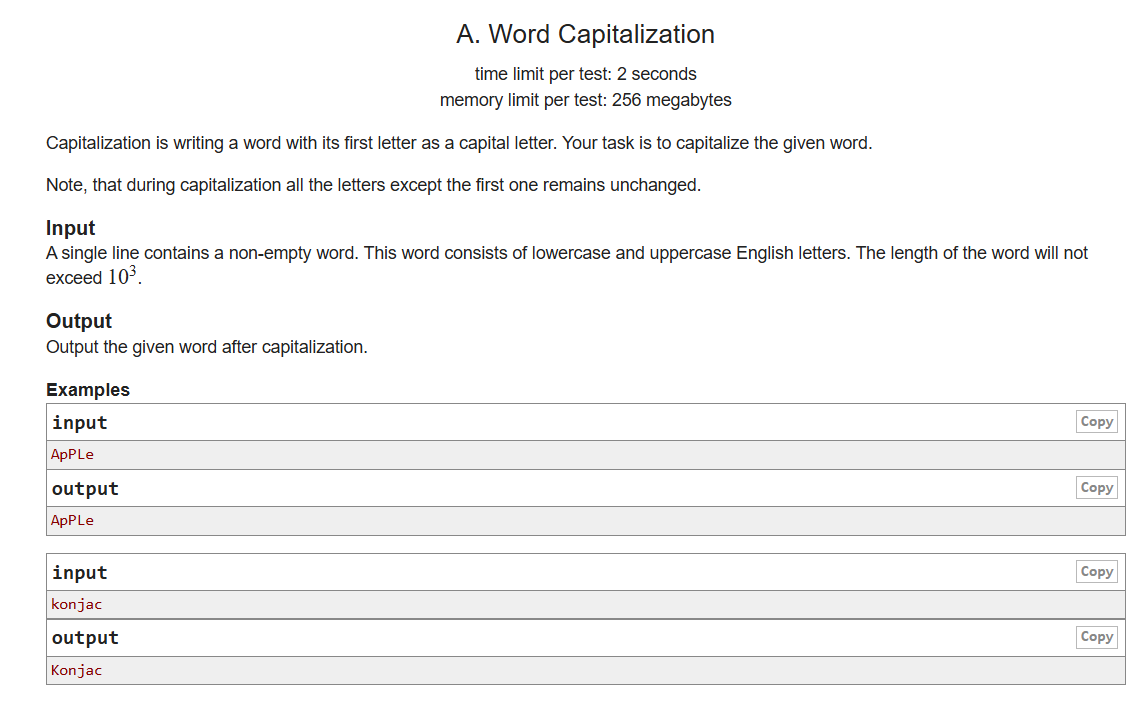 A. Word Capitalization
time limit per test: 2 seconds
memory limit per test: 256 megabytes
Capitalization is writing a word with its first letter as a capital letter. Your task is to capitalize the given word.
Note, that during capitalization all the letters except the first one remains unchanged.
Input
A single line contains a non-empty word. This word consists of lowercase and uppercase English letters. The length of the word will not
exceed 10³.
Output
Output the given word after capitalization.
Examples
input Copy
ApPLe
output Copy
ApPLe
input Copy
konjac
output Copy
Konjac